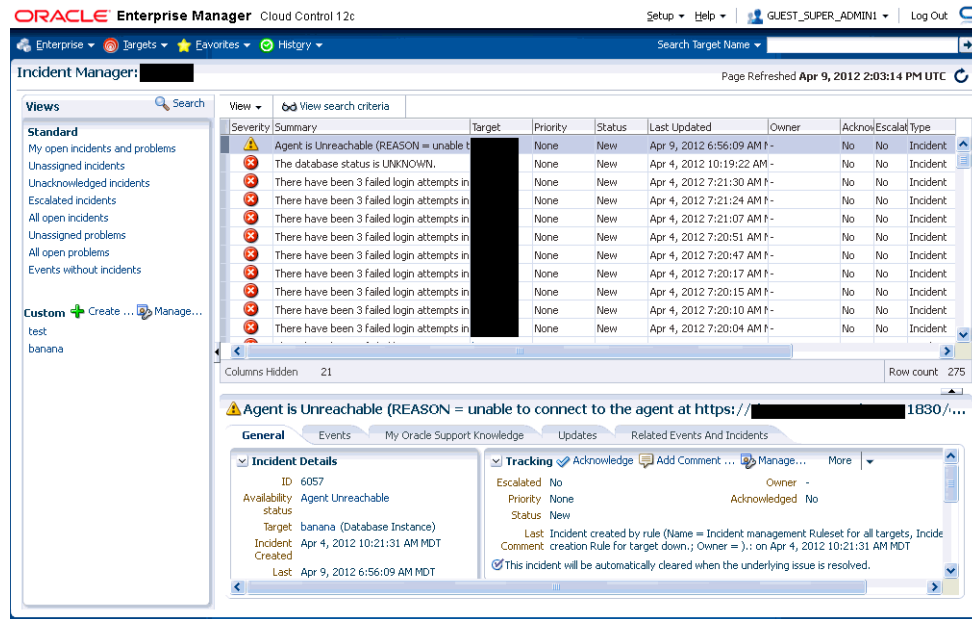 ORACLE Enterprise Manager Cloud Control 12c
Setup Help GUEST_SUPER_ADMIN1 Log Out
Enterprise Targets Favorites History Search Target Name
Incident Manager:
Page Refreshed Apr 9, 2012 2:03:14 PM UTC
Views Search
Standard
My open incidents and problems
Unassigned incidents
Unacknowledged incidents
Escalated incidents
All open incidents
Unassigned problems
All open problems
Events without incidents
Custom Create ... Manage...
test
banana
View View search criteria
Severity Summary Target Priority Status Last Updated Owner Acknow Escalat Type
Agent is Unreachable (REASON = unable t None New Apr 9, 2012 6:56:09 AM - No No Incident
The database status is UNKNOWN. None New Apr 4, 2012 10:19:22 AM - No No Incident
There have been 3 failed login attempts in None New Apr 4, 2012 7:21:30 AM - No No Incident
There have been 3 failed login attempts in None New Apr 4, 2012 7:21:24 AM - No No Incident
There have been 3 failed login attempts in None New Apr 4, 2012 7:21:07 AM - No No Incident
There have been 3 failed login attempts in None New Apr 4, 2012 7:20:51 AM - No No Incident
There have been 3 failed login attempts in None New Apr 4, 2012 7:20:47 AM - No No Incident
There have been 3 failed login attempts in None New Apr 4, 2012 7:20:17 AM - No No Incident
There have been 3 failed login attempts in None New Apr 4, 2012 7:20:15 AM - No No Incident
There have been 3 failed login attempts in None New Apr 4, 2012 7:20:10 AM - No No Incident
There have been 3 failed login attempts in None New Apr 4, 2012 7:20:04 AM - No No Incident
Columns Hidden 21
Row count 275
Agent is Unreachable (REASON = unable to connect to the agent at https:// 1830/...
General Events My Oracle Support Knowledge Updates Related Events And Incidents
Incident Details
ID 6057
Availability status Agent Unreachable
Target banana (Database Instance)
Incident Created Apr 4, 2012 10:21:31 AM MDT
Last Apr 9, 2012 6:56:09 AM MDT
Tracking Acknowledge Add Comment ... Manage... More
Escalated No Owner -
Priority None Acknowledged No
Status New
Last Incident created by rule (Name = Incident management Ruleset for all targets, Incide
Comment creation Rule for target down.; Owner = ).: on Apr 4, 2012 10:21:31 AM MDT
This incident will be automatically cleared when the underlying issue is resolved.